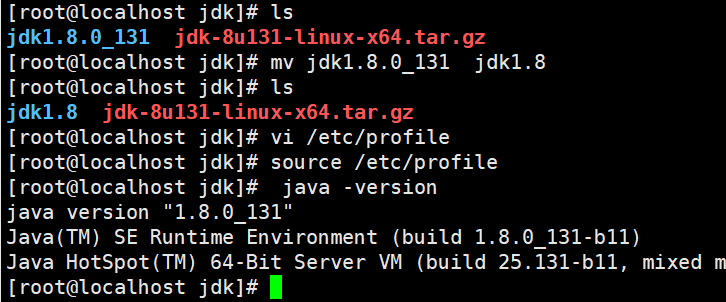 [root@localhost jdk]# ls
jdk1.8.0_131  jdk-8u131-linux-x64.tar.gz
[root@localhost jdk]# mv jdk1.8.0_131  jdk1.8
[root@localhost jdk]# ls
jdk1.8  jdk-8u131-linux-x64.tar.gz
[root@localhost jdk]# vi /etc/profile
[root@localhost jdk]# source /etc/profile
[root@localhost jdk]#  java -version
java version "1.8.0_131"
Java(TM) SE Runtime Environment (build 1.8.0_131-b11)
Java HotSpot(TM) 64-Bit Server VM (build 25.131-b11, mixed m
[root@localhost jdk]#